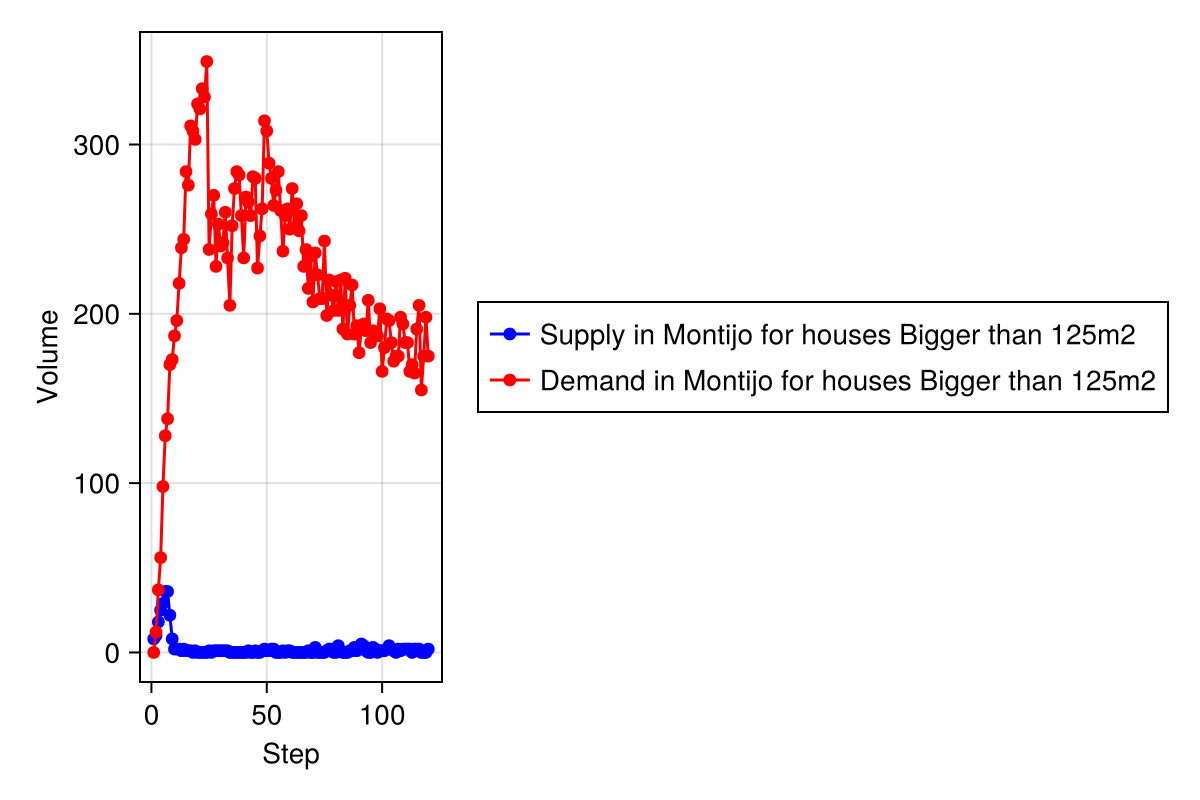 300
200
100
0
Volume
0 50 100
Step
Supply in Montijo for houses Bigger than 125m2
Demand in Montijo for houses Bigger than 125m2